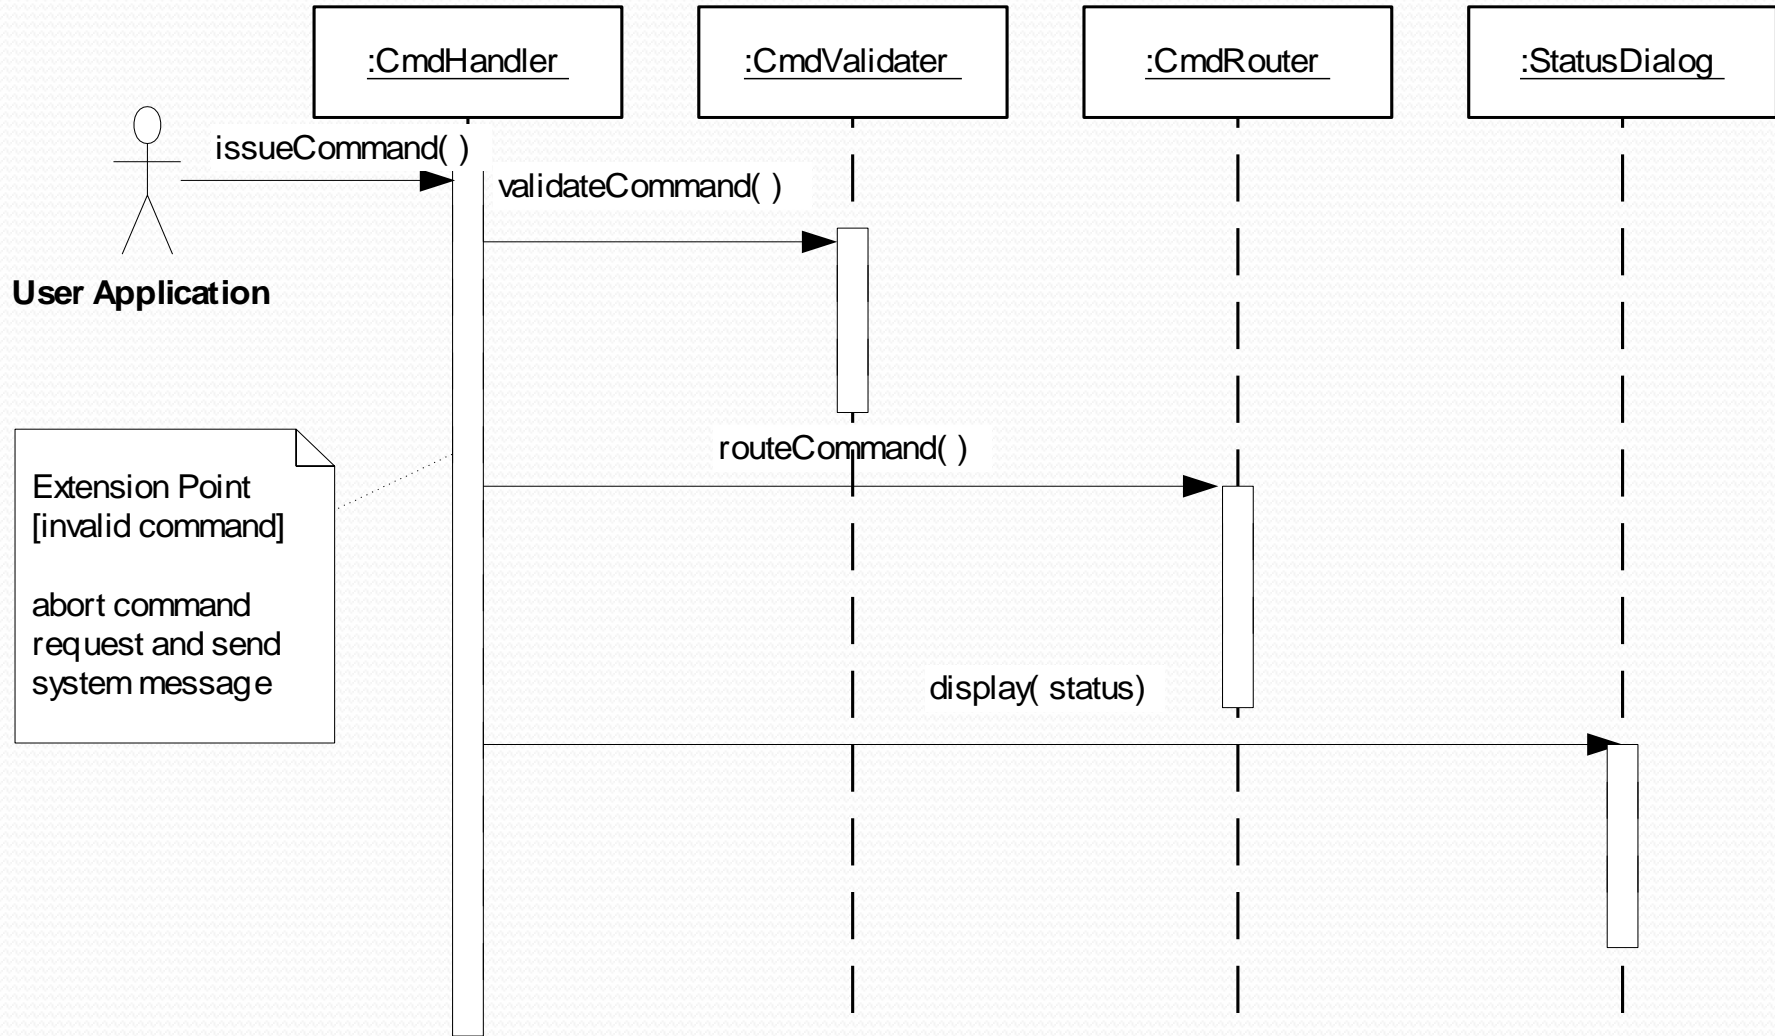 :CmdHandler
:CmdValidater
:CmdRouter
:StatusDialog
issueCommand( )
validateCommand( )
User Application
routeCommand( )
Extension Point
[invalid command]
abort command
request and send
system message
display( status)